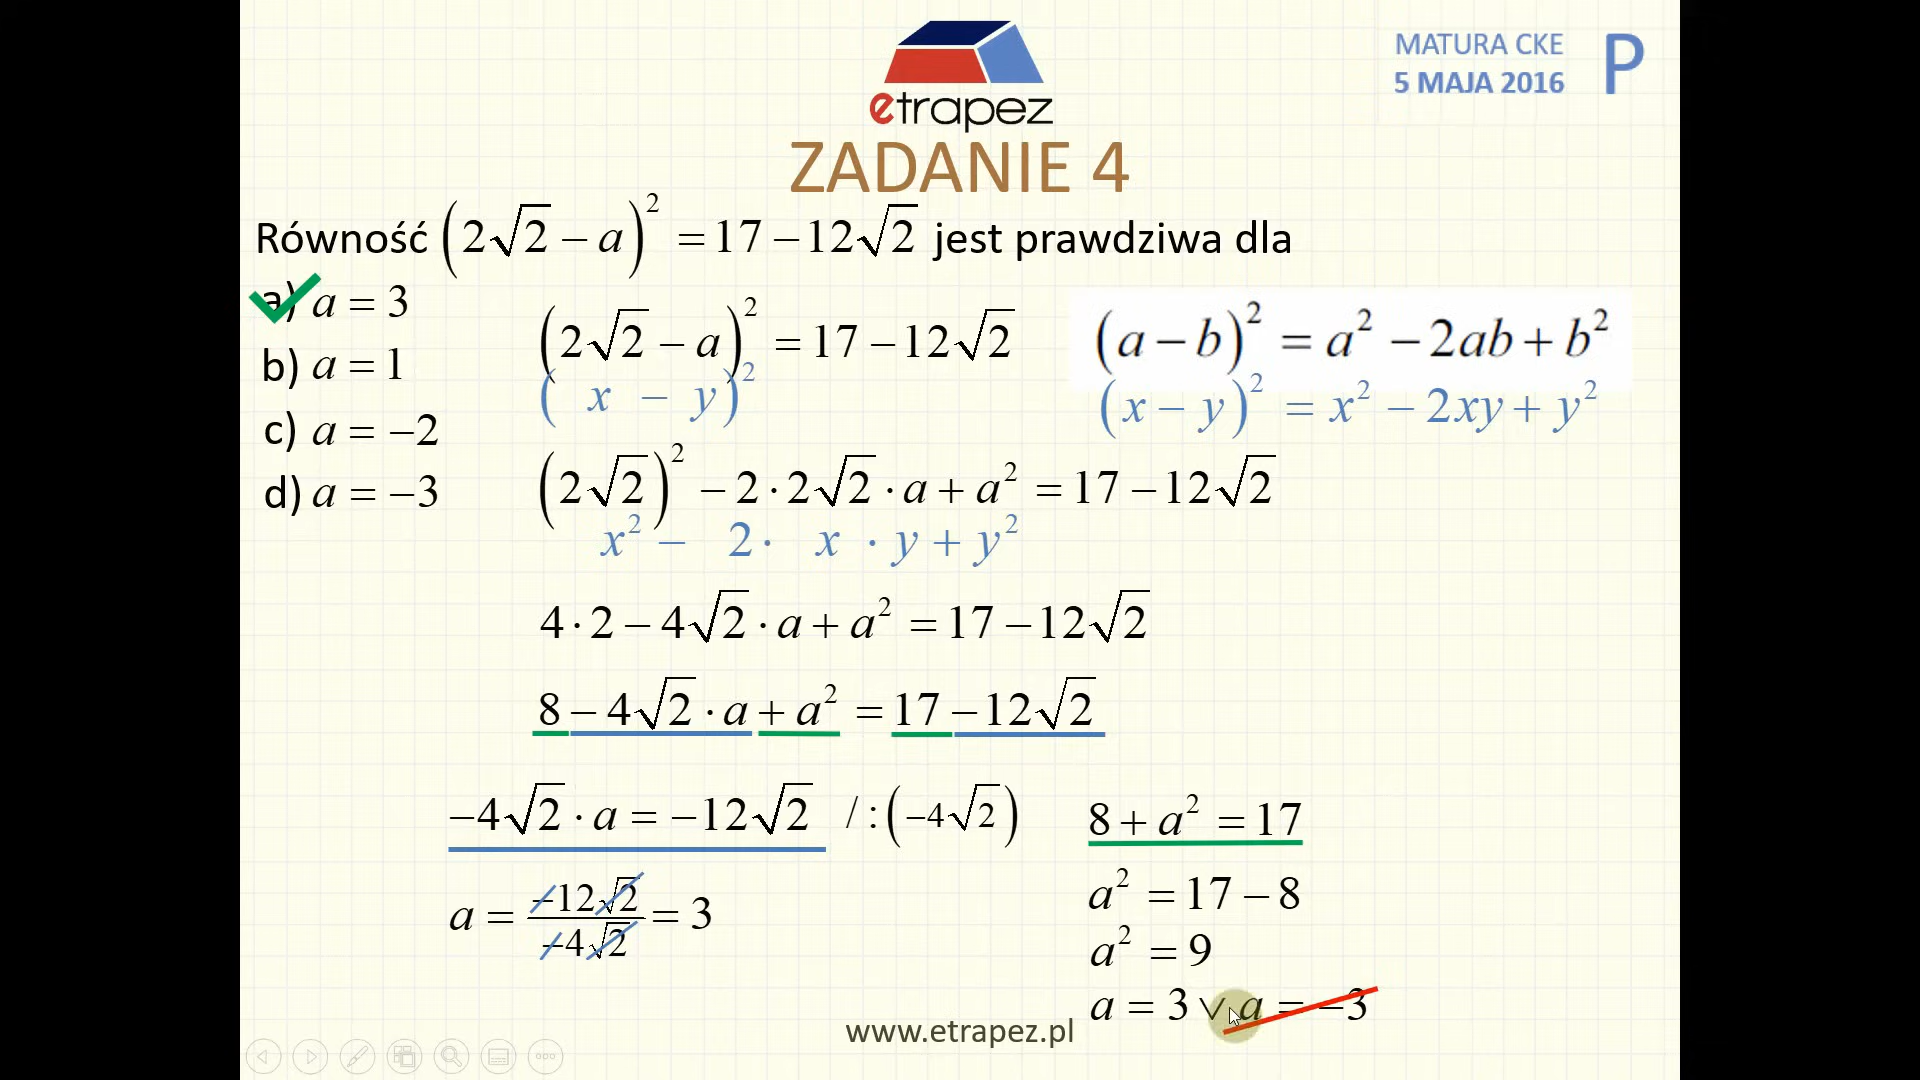 etrapez
MATURA CKE
5 MAJA 2016
P
ZADANIE 4
Równość (2√2 − a)² = 17 − 12√2 jest prawdziwa dla
a) a = 3
b) a = 1
c) a = −2
d) a = −3
(2√2 − a)² = 17 − 12√2
( x − y)²
(a − b)² = a² − 2ab + b²
(x − y)² = x² − 2xy + y²
(2√2)² − 2·2√2·a + a² = 17 − 12√2
x² − 2· x ·y + y²
4·2 − 4√2·a + a² = 17 − 12√2
8 − 4√2·a + a² = 17 − 12√2
−4√2·a = −12√2 /:(−4√2)
a = −12√2 / −4√2 = 3
8 + a² = 17
a² = 17 − 8
a² = 9
a = 3 ∨ a = −3
www.etrapez.pl